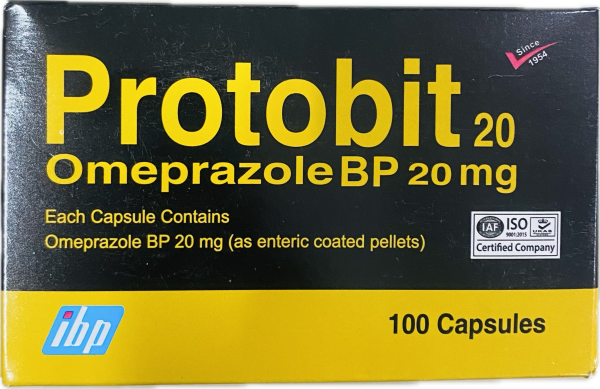 Since
1954
Protobit 20
Omeprazole BP 20 mg
Each Capsule Contains
Omeprazole BP 20 mg (as enteric coated pellets)
IAF ISO
9001:2015
UKAS
Certified Company
ibp
100 Capsules